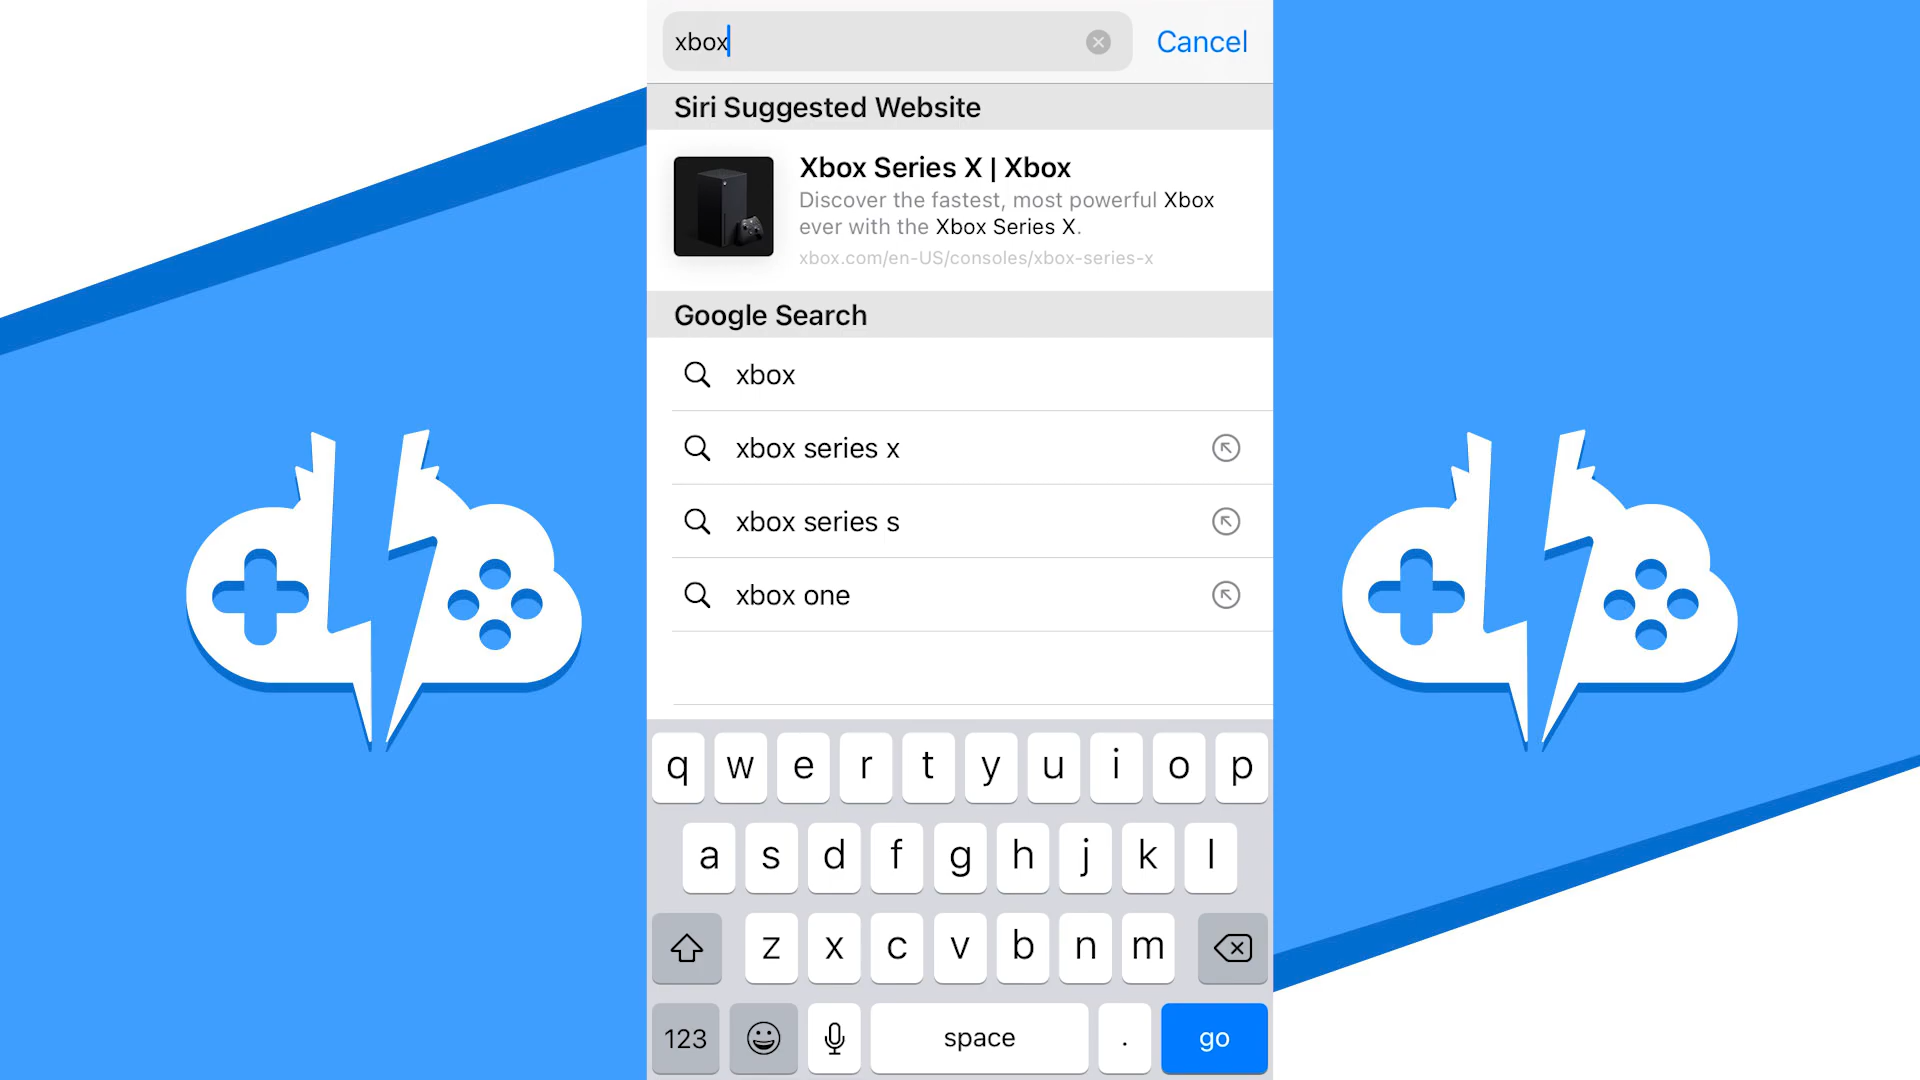 xbox
Cancel
Siri Suggested Website
Xbox Series X | Xbox
Discover the fastest, most powerful Xbox
ever with the Xbox Series X.
xbox.com/en-US/consoles/xbox-series-x
Google Search
xbox
xbox series x
xbox series s
xbox one
q w e r t y u i o p
a s d f g h j k l
z x c v b n m
123 space . go